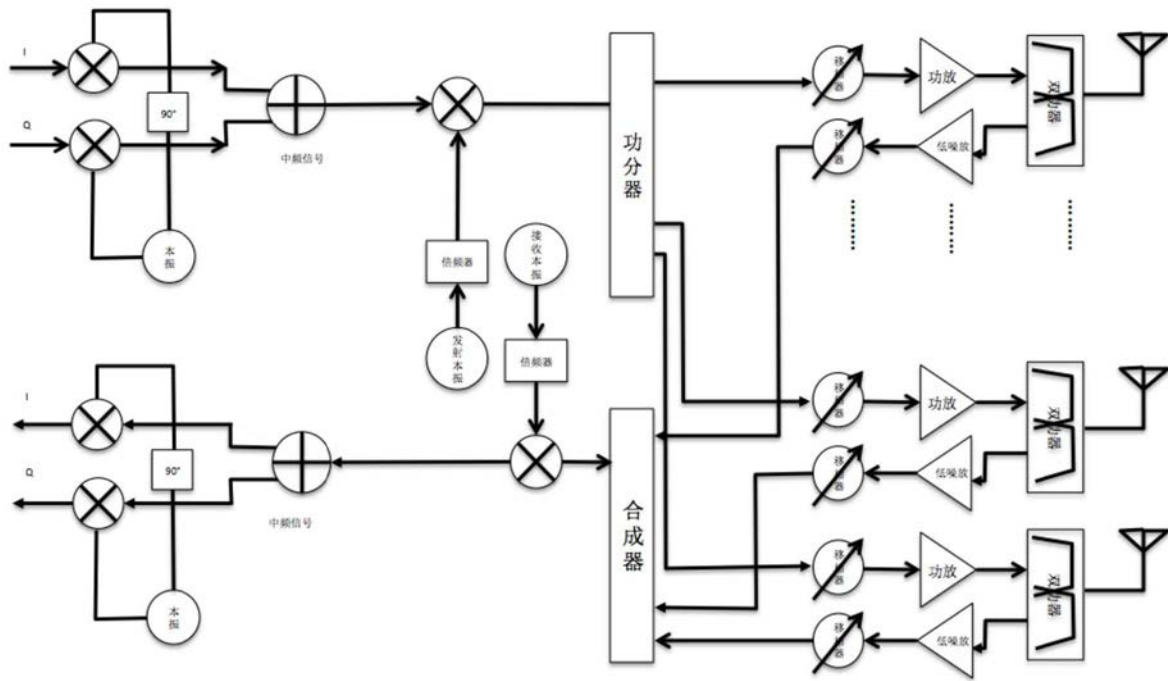 I
90°
Q
中频信号
本振
倍频器
发射本振
接收本振
倍频器
功分器
移相器
功放
双功器
移相器
低噪放
I
90°
Q
中频信号
本振
合成器
移相器
功放
双功器
移相器
低噪放
移相器
功放
双功器
移相器
低噪放